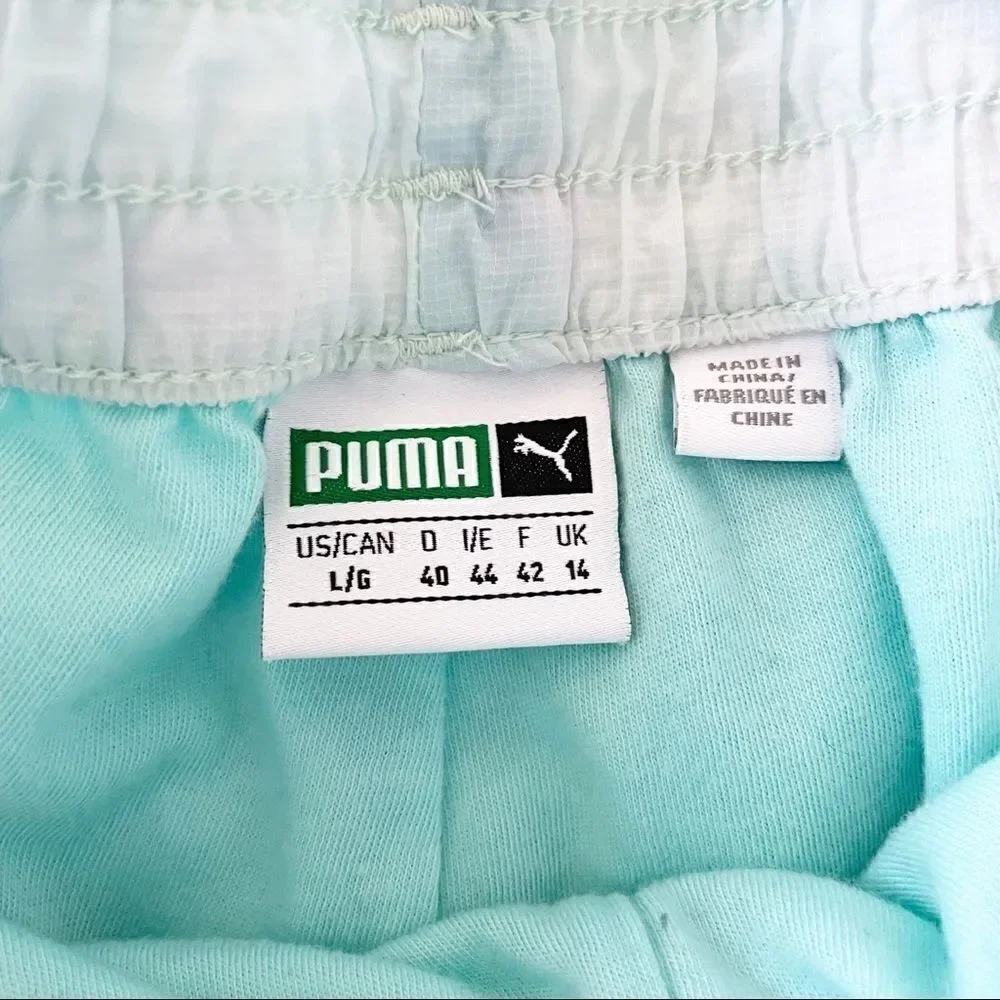 PUMA
US/CAN D I/E F UK
L/G 40 44 42 14
MADE IN
CHINA/
FABRIQUÉ EN
CHINE